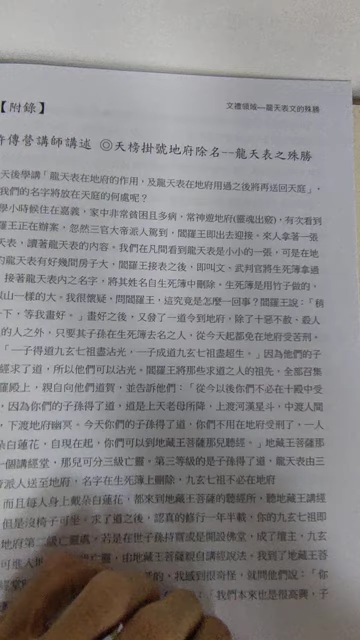 文禮領域—龍天表文的殊勝
【附錄】
傳營講師講述 ◎天榜掛號地府除名--龍天表之殊勝
天後學講「龍天表在地府的作用，及龍天表在地府用過之後將再送回天庭」，
我們的名字將放在天庭的何處呢？
學小時候住在嘉義，家中非常貧困且多病，常神遊地府(靈魂出竅)，有次看到
羅王正在辦案，忽然三官大帝派人駕到，閻羅王即出去迎接、來人拿著一張
天表，讀著龍天表的內容，我們在凡間看到龍天表是小小的一張，可是在地
的龍天表有好幾間房子大，閻羅王接表之後，即叫文、武判官將生死簿拿過
接著龍天表內之名字，將其姓名自生死簿中刪除，生死簿是用竹子做的，
似山一樣的大。我很懷疑，問閻羅王，這究竟是怎麼一回事？閻羅王說：「稍
一下，等我畫好。」畫好之後，又發了一道令到地府，除了十惡不赦、殺人
的人之外，只要其子孫在生死簿去名之人，從今天起都免在地府受苦刑。
「一子得道九玄七祖盡沾光，一子成道九玄七祖盡超生。」因為他們的子
經求了道，所以他們可以沾光。閻羅王將那些求道之人的祖先，全部召集
羅殿上，親自向他們道賀，並告訴他們：「從今以後你們不必在十殿中受
，因為你們的子孫得了道，道是上天老母所降，上渡河漢星斗，中渡人間
，下渡地府幽冥。今天你們的子孫得了道，你們不用在地府受刑了，一人
朵白蓮花，自現在起，你們可以到地藏王菩薩那兒聽經。」地藏王菩薩那
一個講經堂，那兒可分三級亡靈，第三等級的是子孫得了道，龍天表由三
帝派人送至地府，名字在生死簿上刪除，九玄七祖不必在地府
而且每人身上戴朵白蓮花，都來到地藏王菩薩的聽經所，聽地藏王講經
但是沒椅子可坐。求了道之後，認真的修行一年半載，你的九玄七祖即
地府第二級亡靈，若是在世子孫持齋或是開設佛堂，成了壇主，九玄
由地藏王菩薩親自講經說法，我到了地藏王菩
的，我感到很奇怪，就問他們說：「你
：「我們本來也是很高興，子